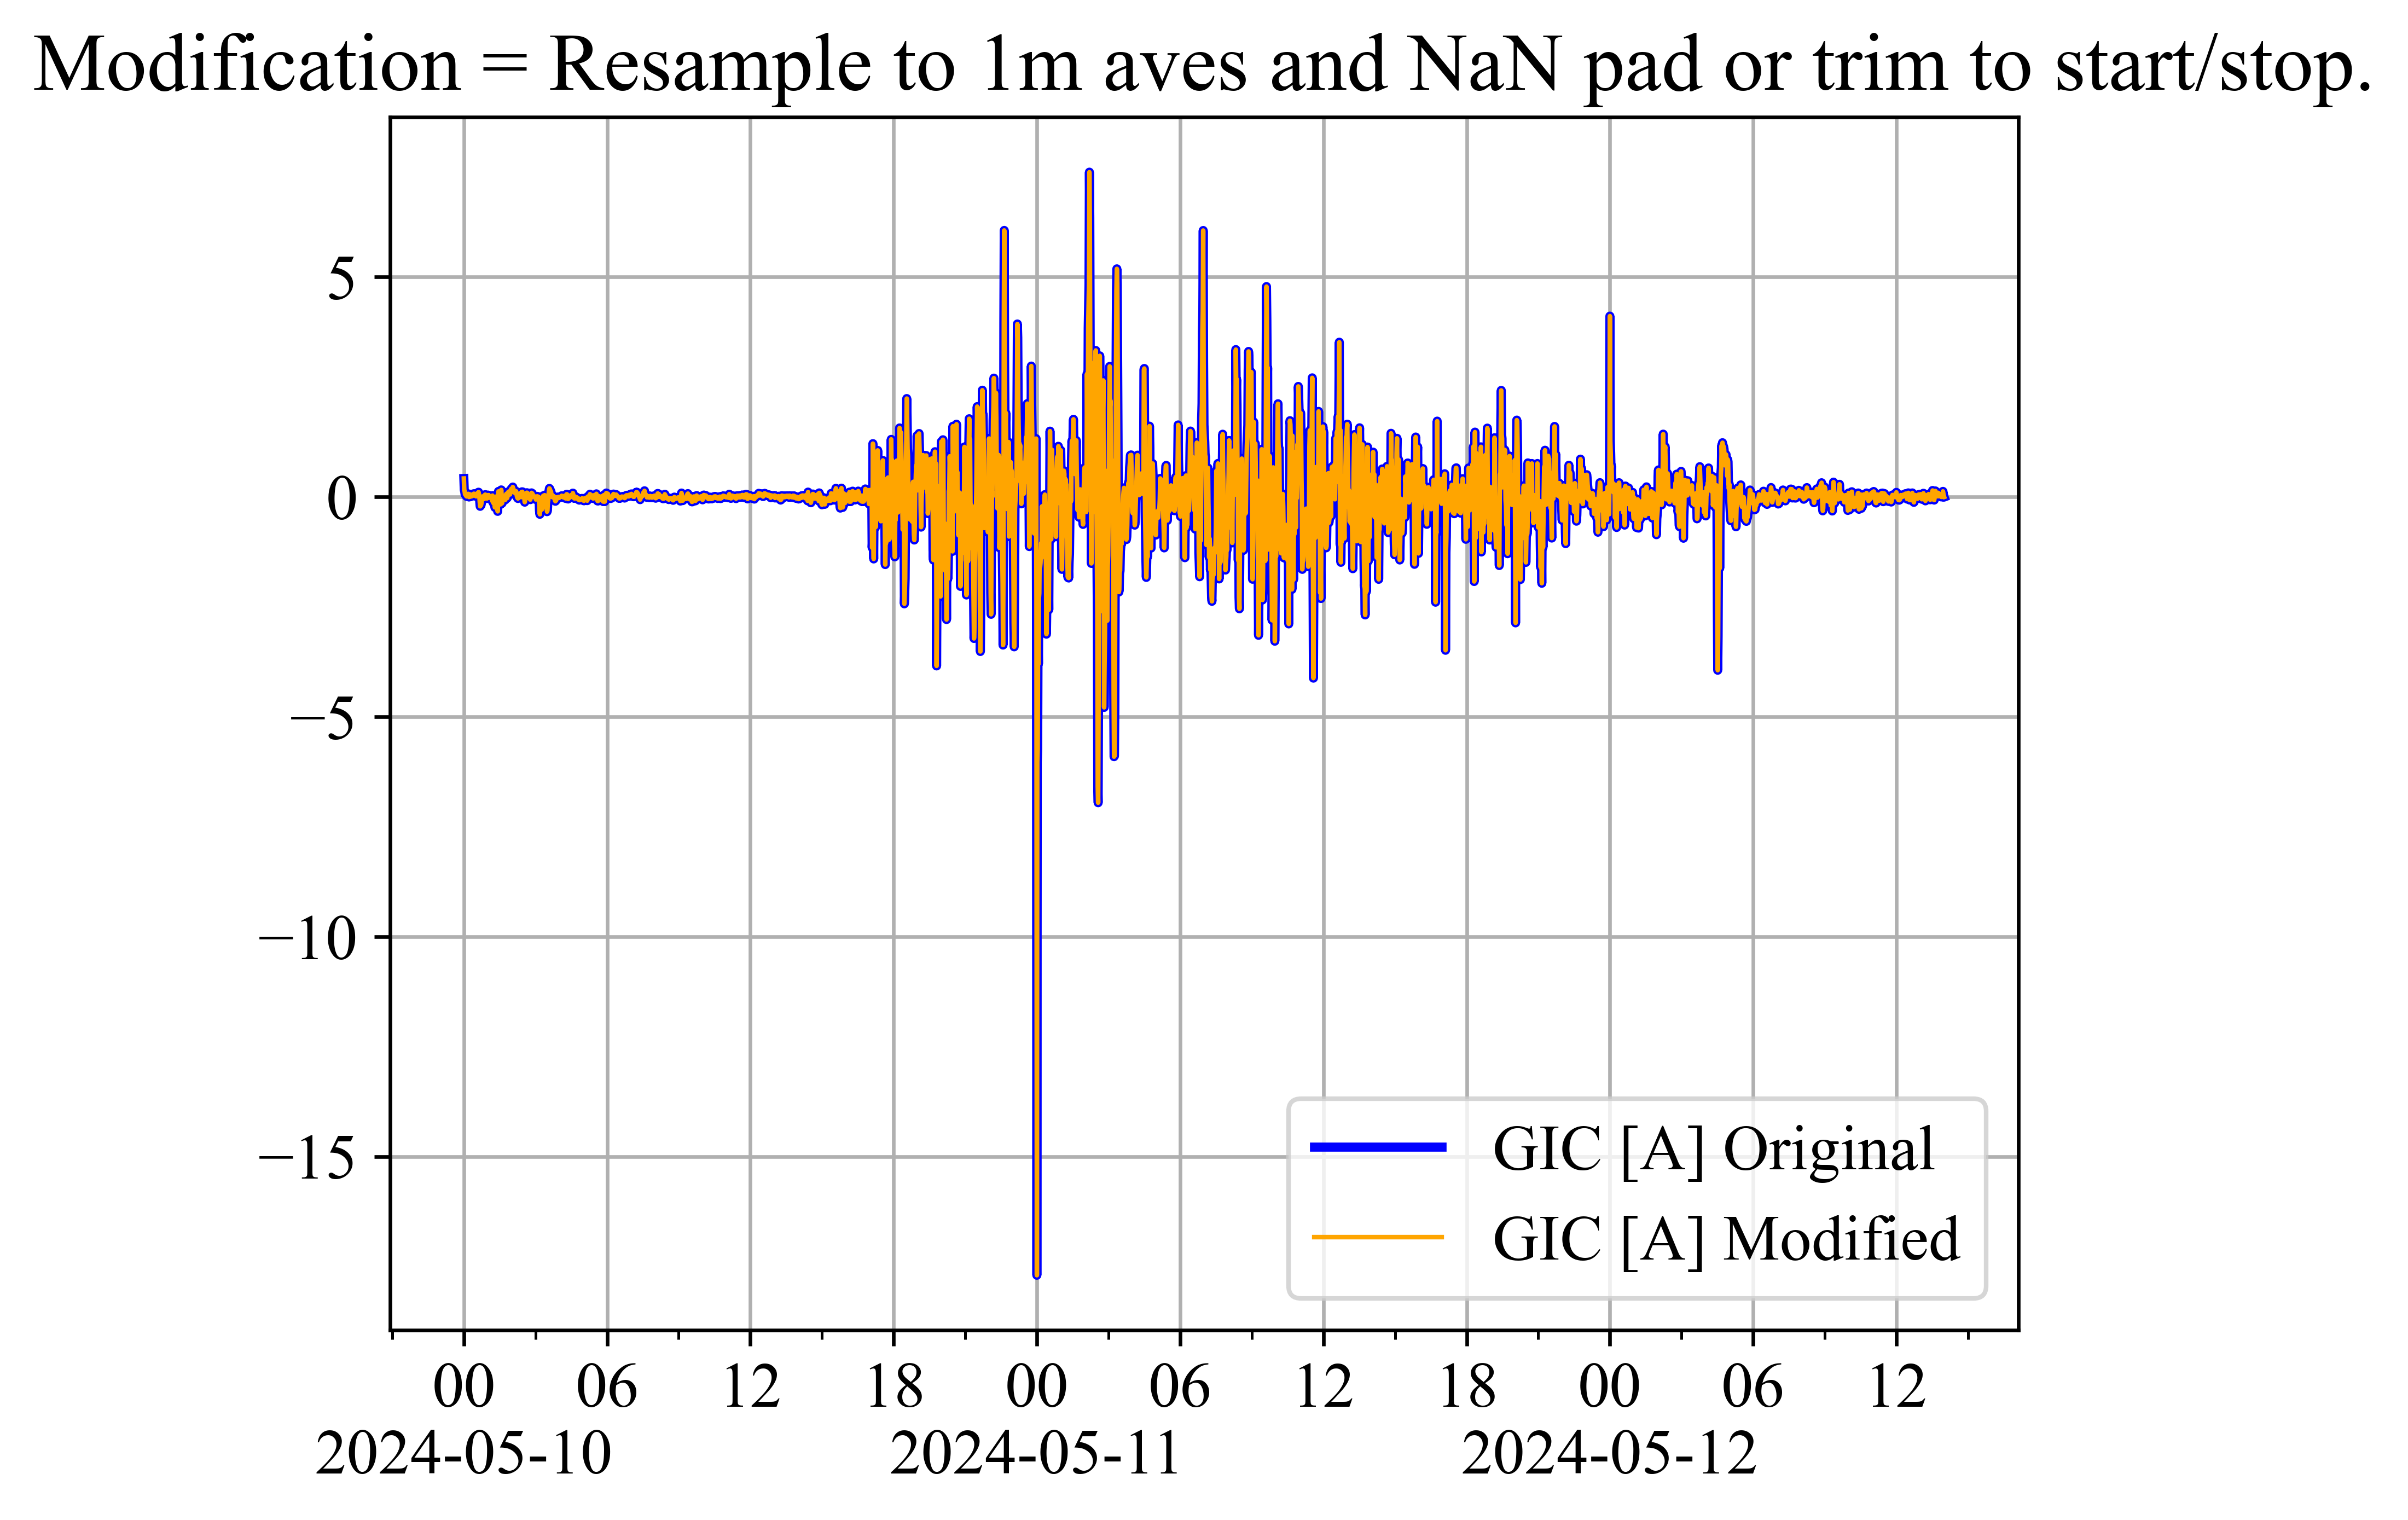 Modification = Resample to 1m aves and NaN pad or trim to start/stop.
5
0
−5
−10
−15
GIC [A] Original
GIC [A] Modified
00 06 12 18 00 06 12 18 00 06 12
2024-05-10 2024-05-11 2024-05-12